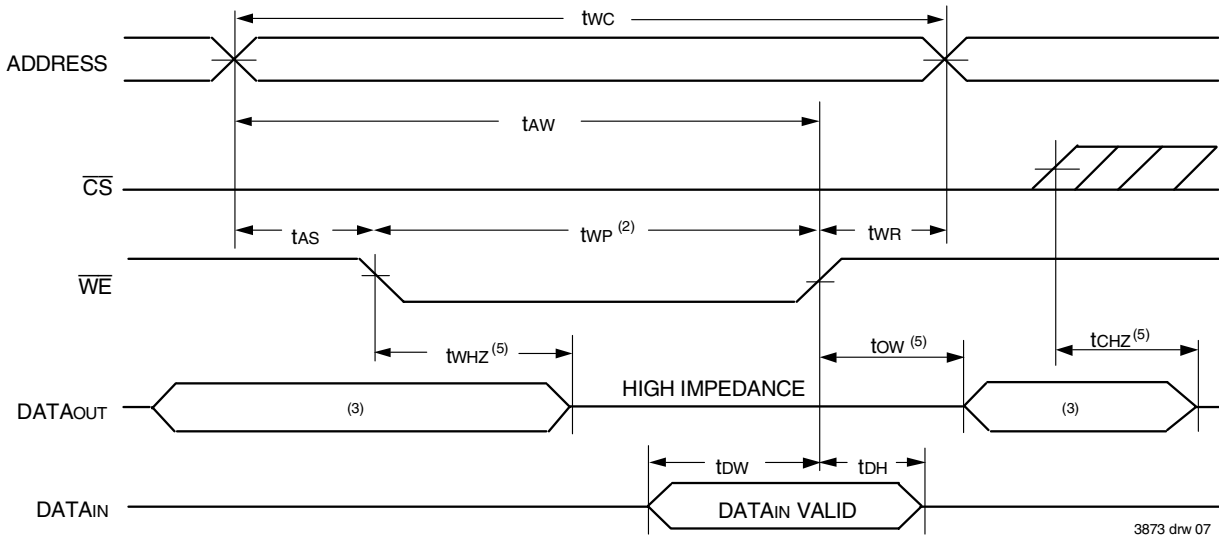 tWC
ADDRESS
tAW
CS
tAS
tWP (2)
tWR
WE
tWHZ (5)
tOW (5)
tCHZ (5)
DATAOUT
(3)
HIGH IMPEDANCE
(3)
tDW
tDH
DATAIN
DATAIN VALID
3873 drw 07